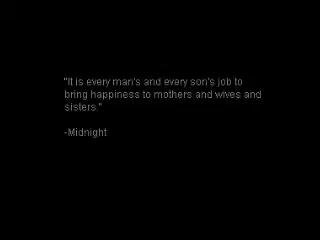 "It is every man's and every son's job to
bring happiness to mothers and wives and
sisters."
-Midnight